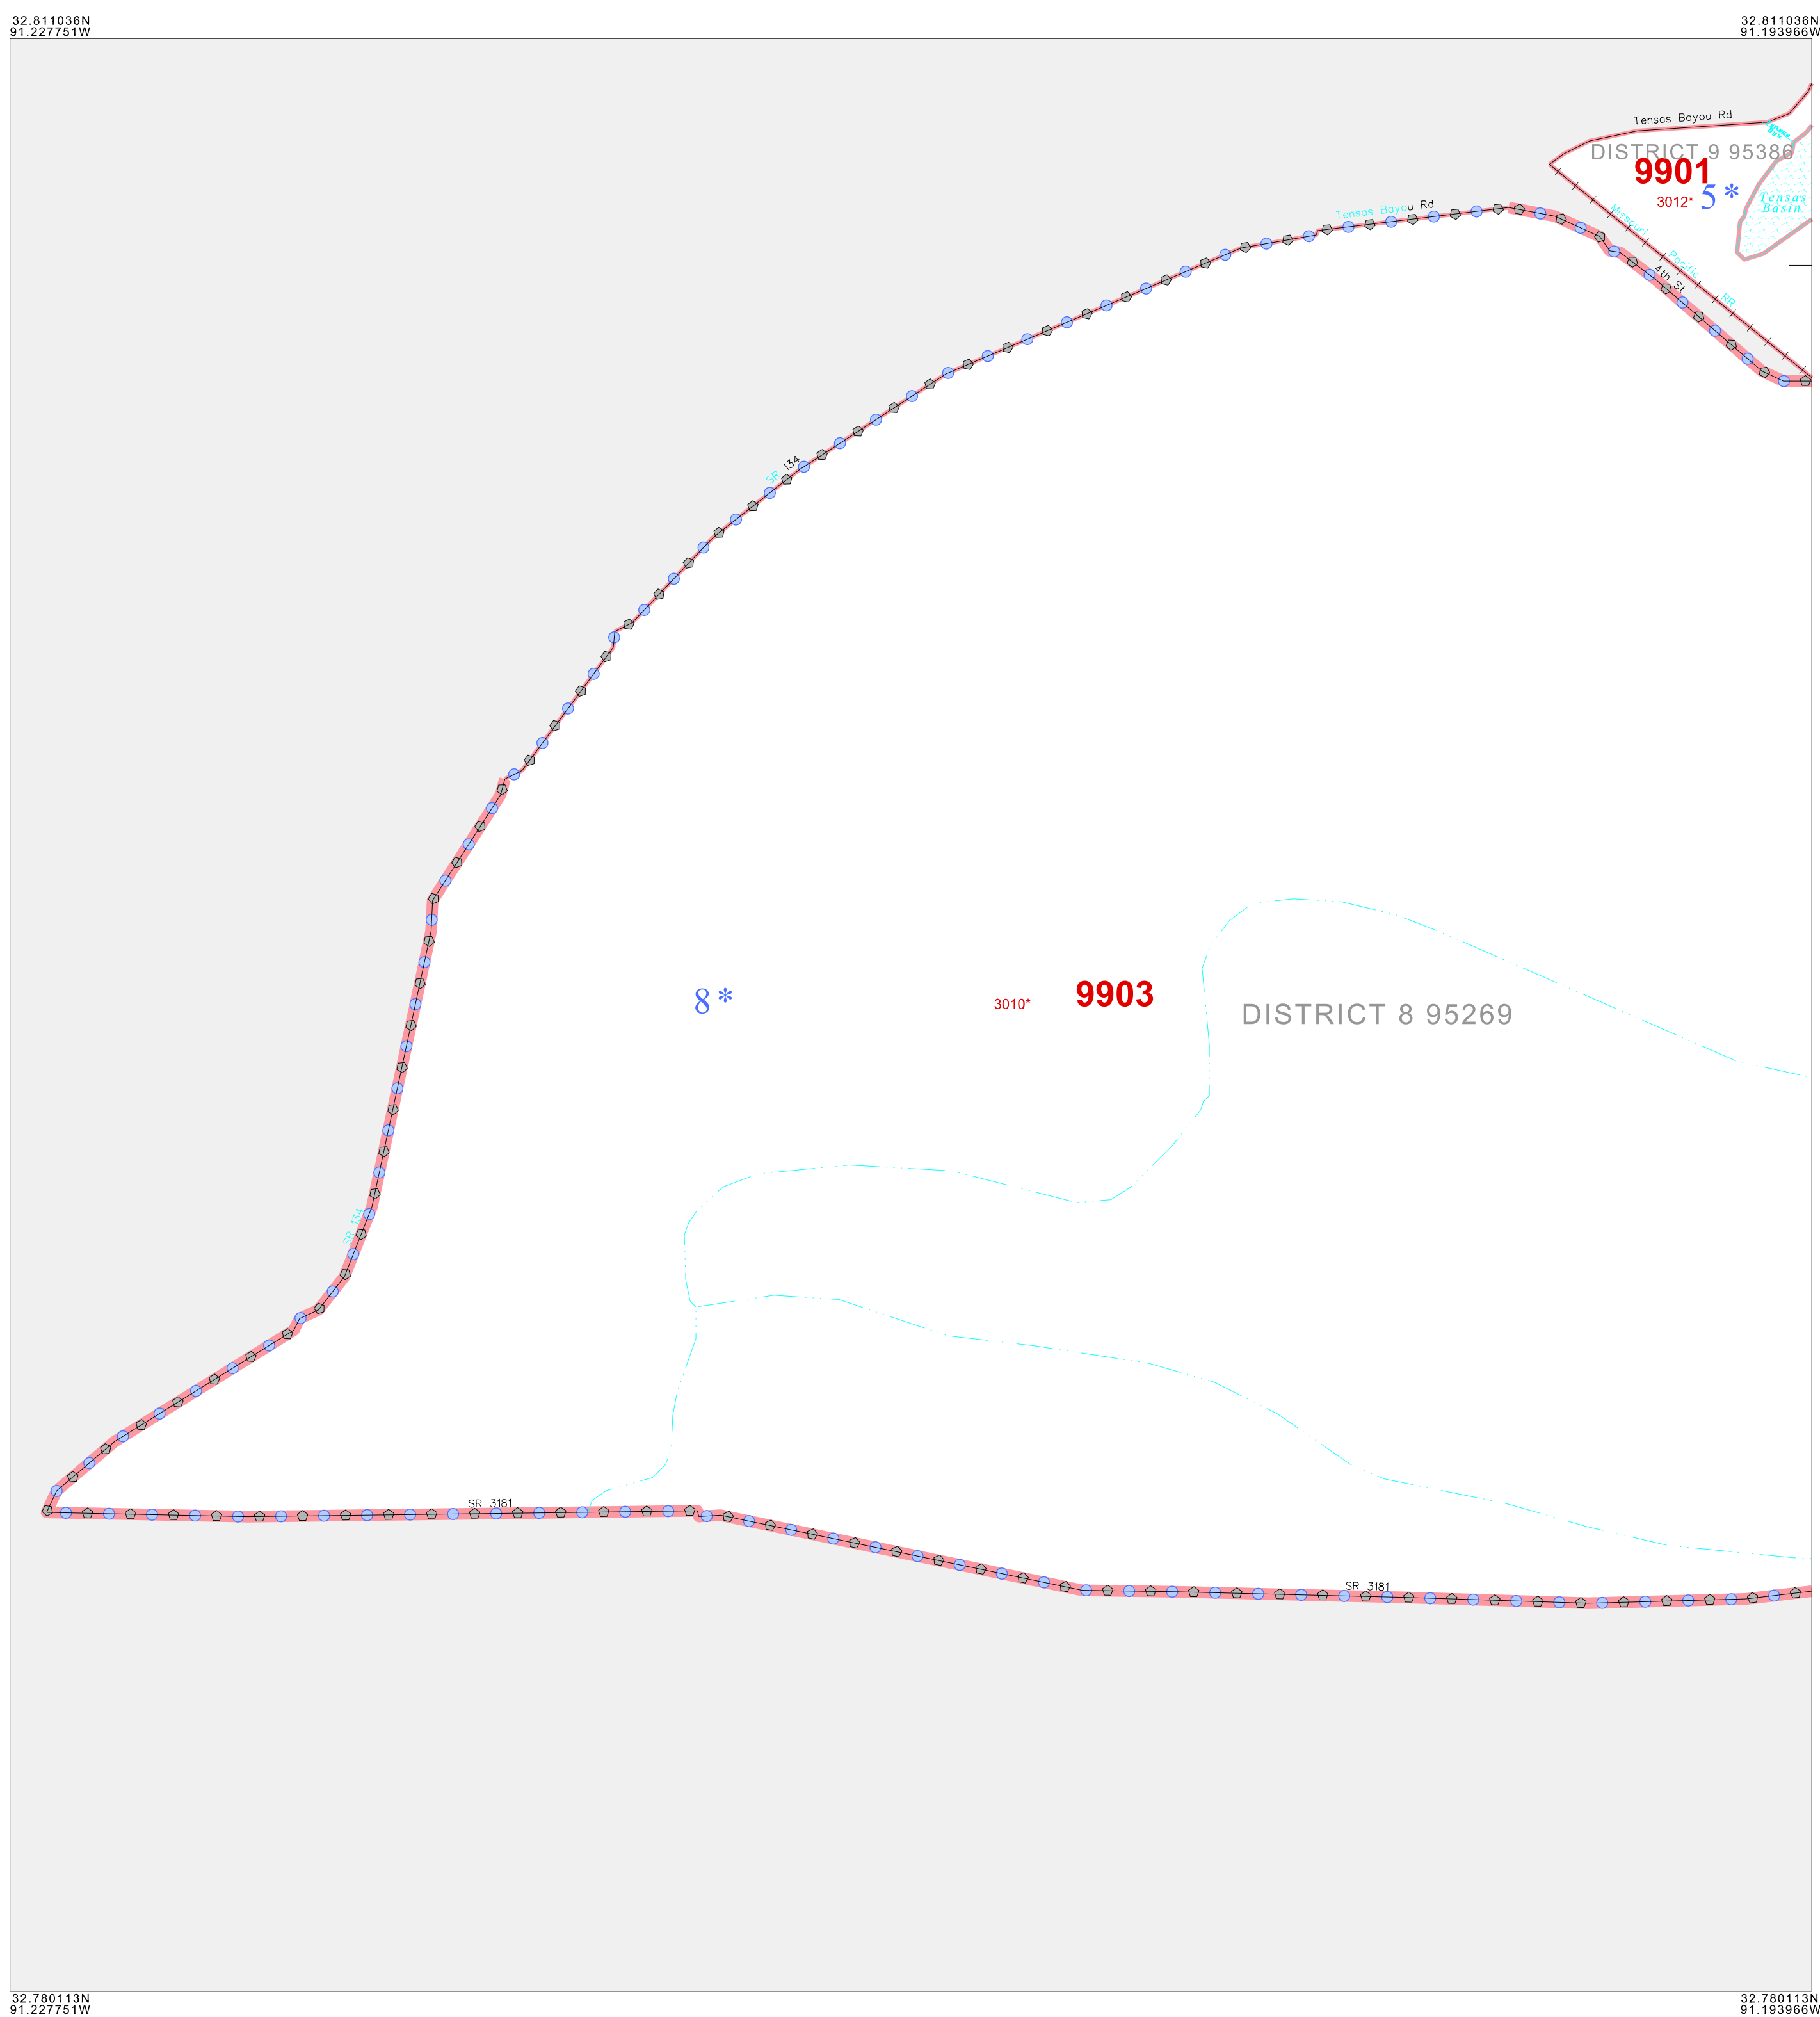 32.811036N
91.227751W
32.811036N
91.193966W
Tensas Bayou Rd
Tensas
Bayou
DISTRICT 9 95386
9901
3012*
5*
Tensas
Basin
Tensas Bayou Rd
Missouri Pacific RR
4th St
SR 134
8*
3010*
9903
DISTRICT 8 95269
SR 134
SR 3181
SR 3181
32.780113N
91.227751W
32.780113N
91.193966W